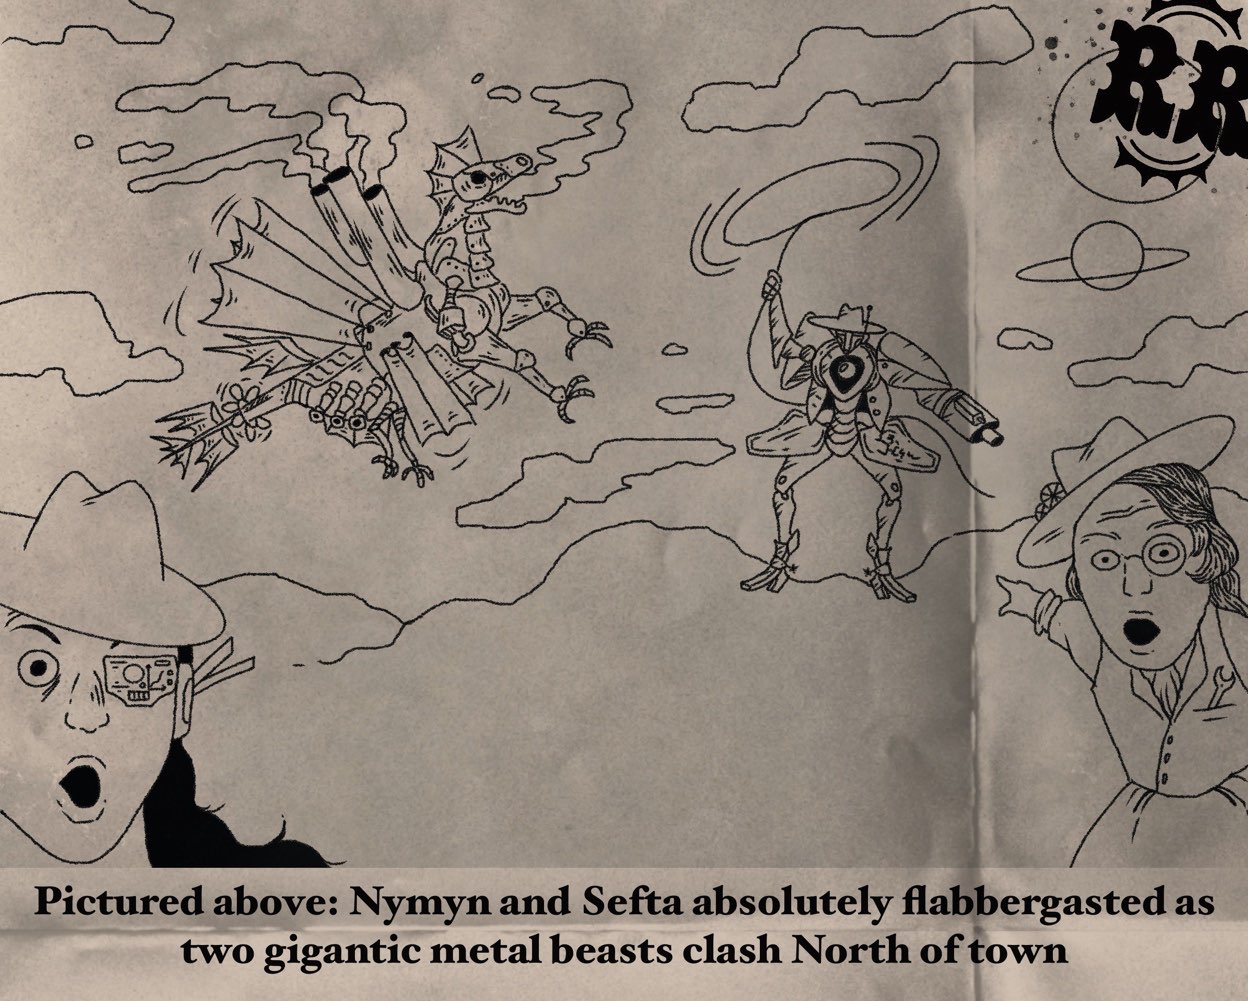 RR
Pictured above: Nymyn and Sefta absolutely flabbergasted as
two gigantic metal beasts clash North of town